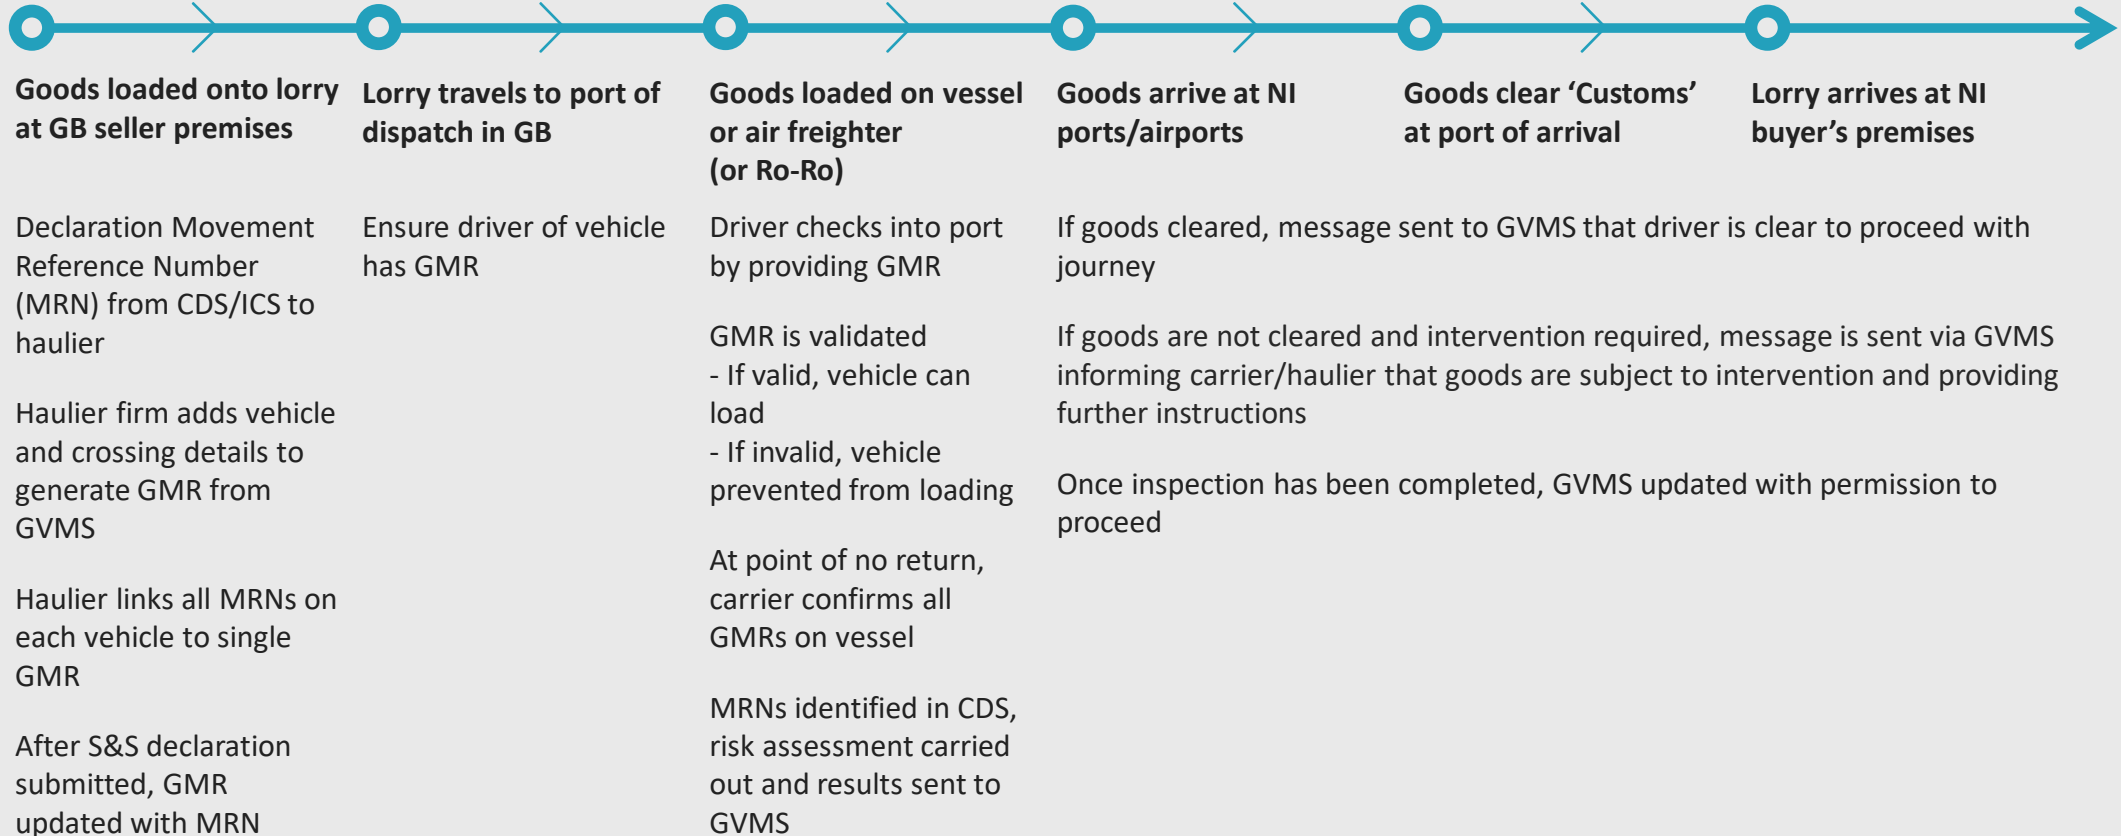 Goods loaded onto lorry
at GB seller premises
Declaration Movement
Reference Number
(MRN) from CDS/ICS to
haulier
Haulier firm adds vehicle
and crossing details to
generate GMR from
GVMS
Haulier links all MRNs on
each vehicle to single
GMR
After S&S declaration
submitted, GMR
updated with MRN
Lorry travels to port of
dispatch in GB
Ensure driver of vehicle
has GMR
Goods loaded on vessel
or air freighter
(or Ro-Ro)
Driver checks into port
by providing GMR
GMR is validated
- If valid, vehicle can
load
- If invalid, vehicle
prevented from loading
At point of no return,
carrier confirms all
GMRs on vessel
MRNs identified in CDS,
risk assessment carried
out and results sent to
GVMS
Goods arrive at NI
ports/airports
Goods clear ‘Customs’
at port of arrival
Lorry arrives at NI
buyer’s premises
If goods cleared, message sent to GVMS that driver is clear to proceed with
journey
If goods are not cleared and intervention required, message is sent via GVMS
informing carrier/haulier that goods are subject to intervention and providing
further instructions
Once inspection has been completed, GVMS updated with permission to
proceed